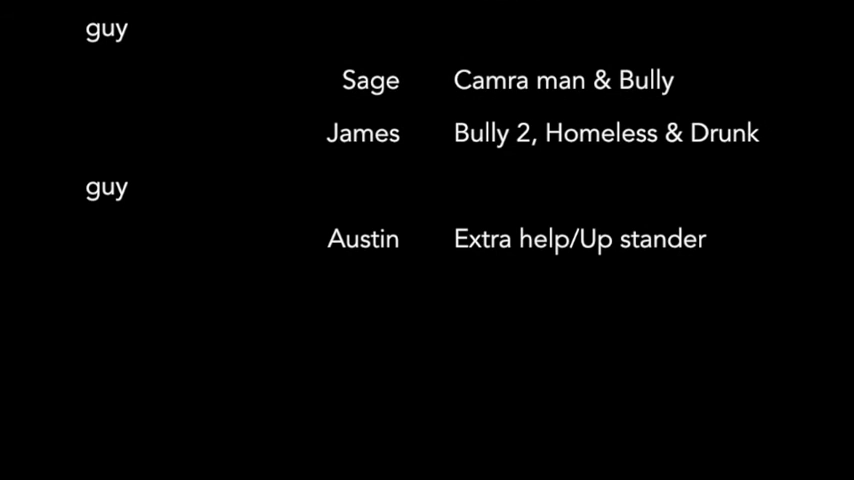 guy
Sage Camra man & Bully
James Bully 2, Homeless & Drunk
guy
Austin Extra help/Up stander